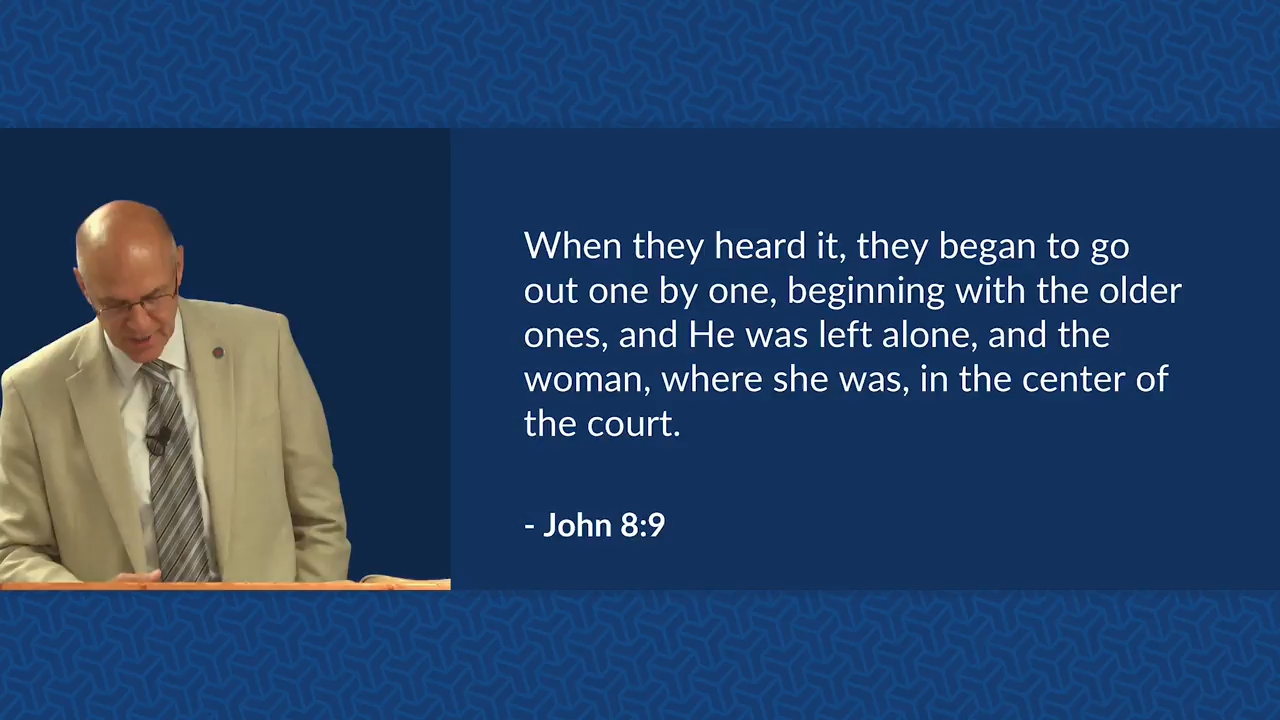 When they heard it, they began to go
out one by one, beginning with the older
ones, and He was left alone, and the
woman, where she was, in the center of
the court.
- John 8:9